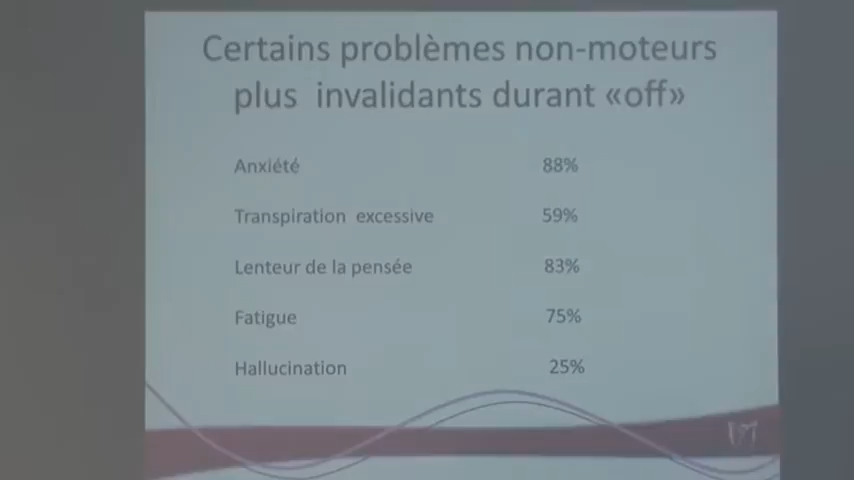 Certains problèmes non-moteurs
plus invalidants durant «off»
Anxiété 88%
Transpiration excessive 59%
Lenteur de la pensée 83%
Fatigue 75%
Hallucination 25%